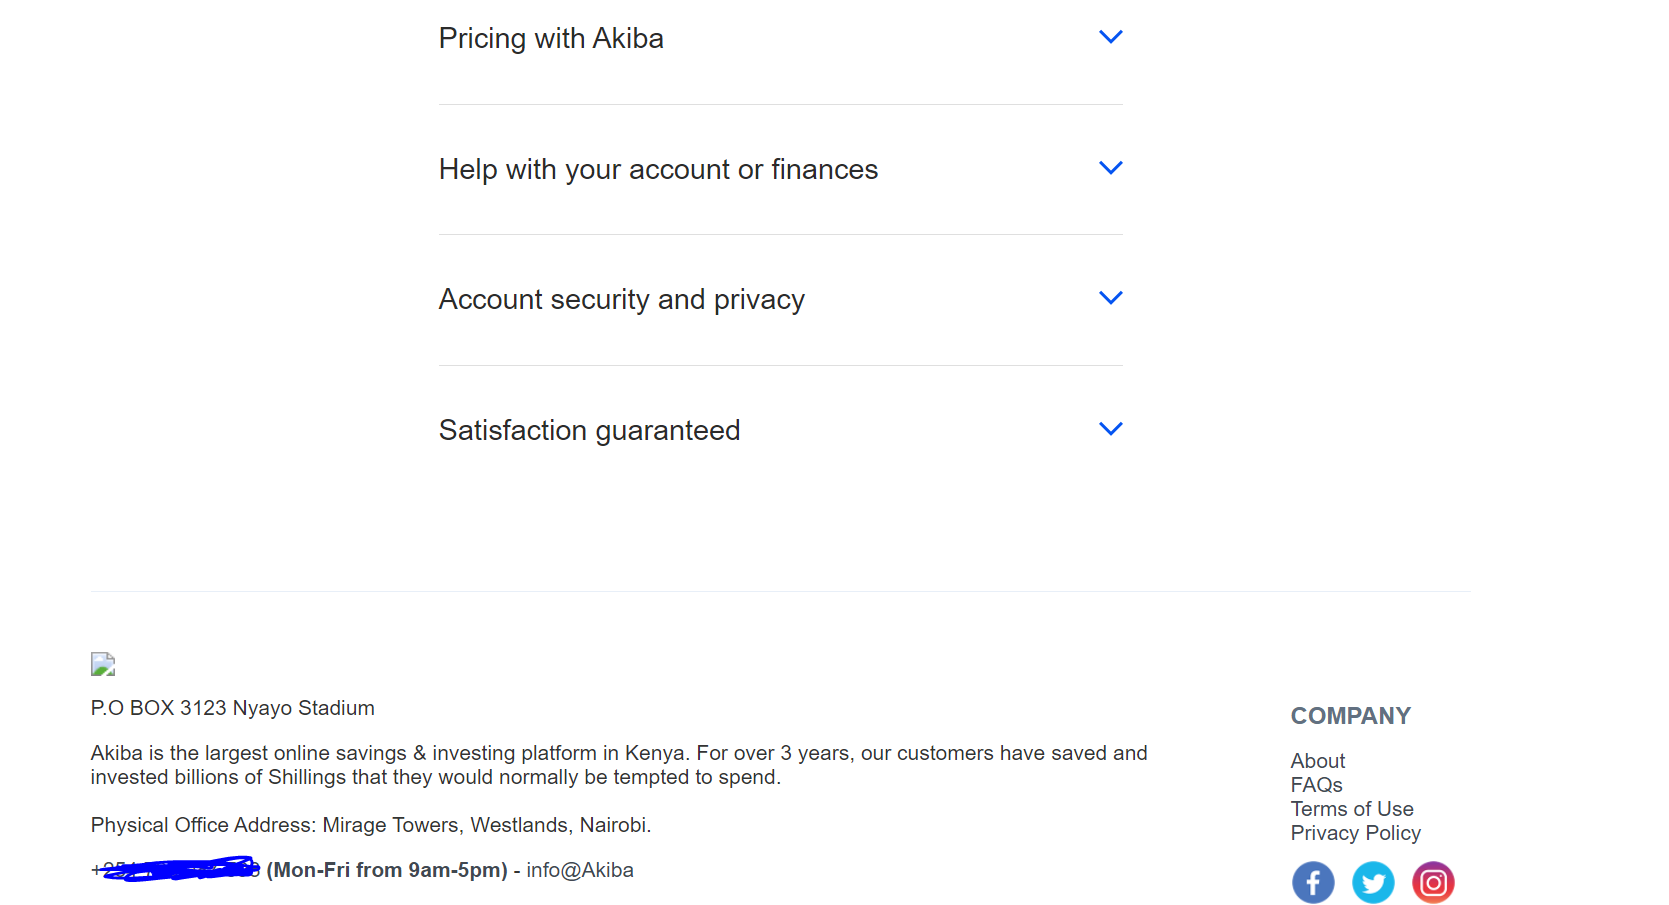 Pricing with Akiba
Help with your account or finances
Account security and privacy
Satisfaction guaranteed
P.O BOX 3123 Nyayo Stadium
Akiba is the largest online savings & investing platform in Kenya. For over 3 years, our customers have saved and
invested billions of Shillings that they would normally be tempted to spend.
Physical Office Address: Mirage Towers, Westlands, Nairobi.
(Mon-Fri from 9am-5pm) - info@Akiba
COMPANY
About
FAQs
Terms of Use
Privacy Policy